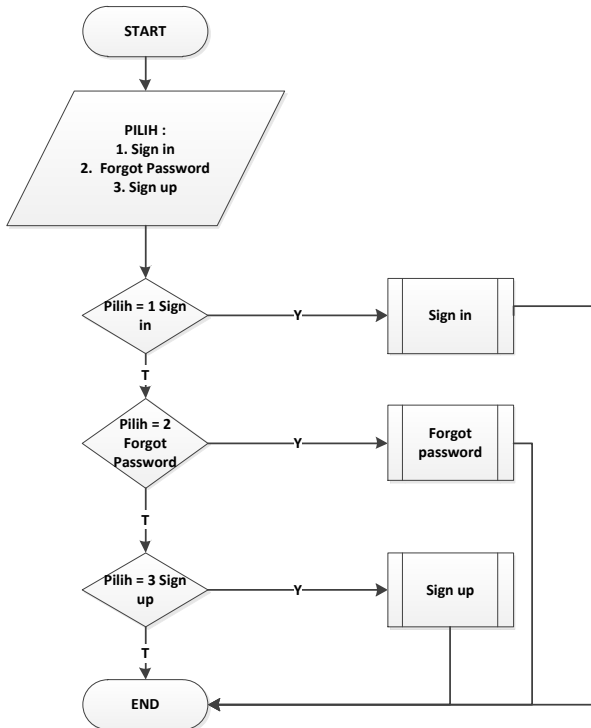 START
PILIH :
1. Sign in
2. Forgot Password
3. Sign up
Pilih = 1 Sign
in
Y
Sign in
T
Pilih = 2
Forgot
Password
Y
Forgot
password
T
Pilih = 3 Sign
up
Y
Sign up
T
END